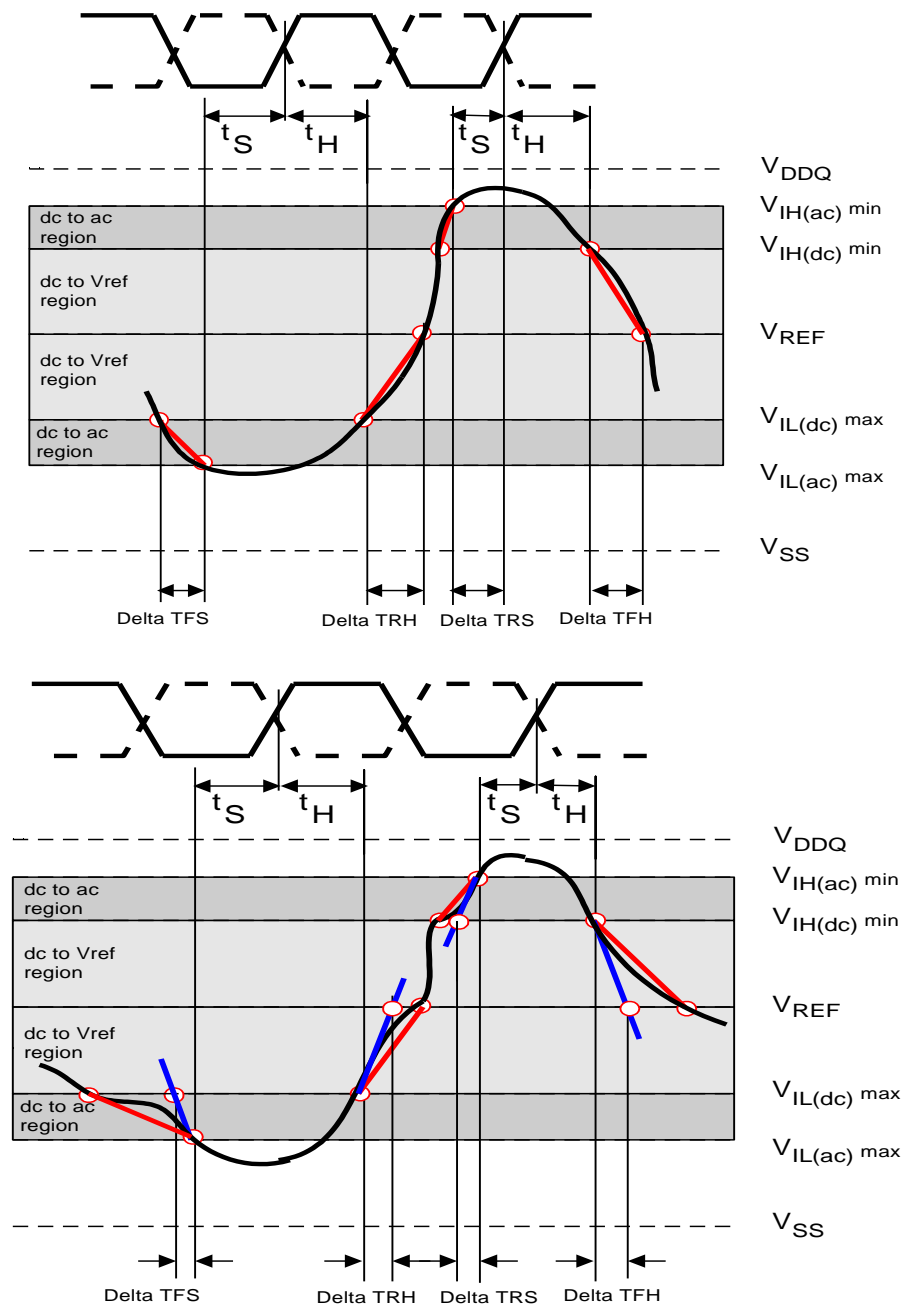 tS tH tS tH
VDDQ
dc to ac
region
VIH(ac) min
VIH(dc) min
dc to Vref
region
VREF
dc to Vref
region
VIL(dc) max
dc to ac
region
VIL(ac) max
VSS
Delta TFS Delta TRH Delta TRS Delta TFH
tS tH tS tH
VDDQ
dc to ac
region
VIH(ac) min
VIH(dc) min
dc to Vref
region
VREF
dc to Vref
region
VIL(dc) max
dc to ac
region
VIL(ac) max
VSS
Delta TFS Delta TRH Delta TRS Delta TFH